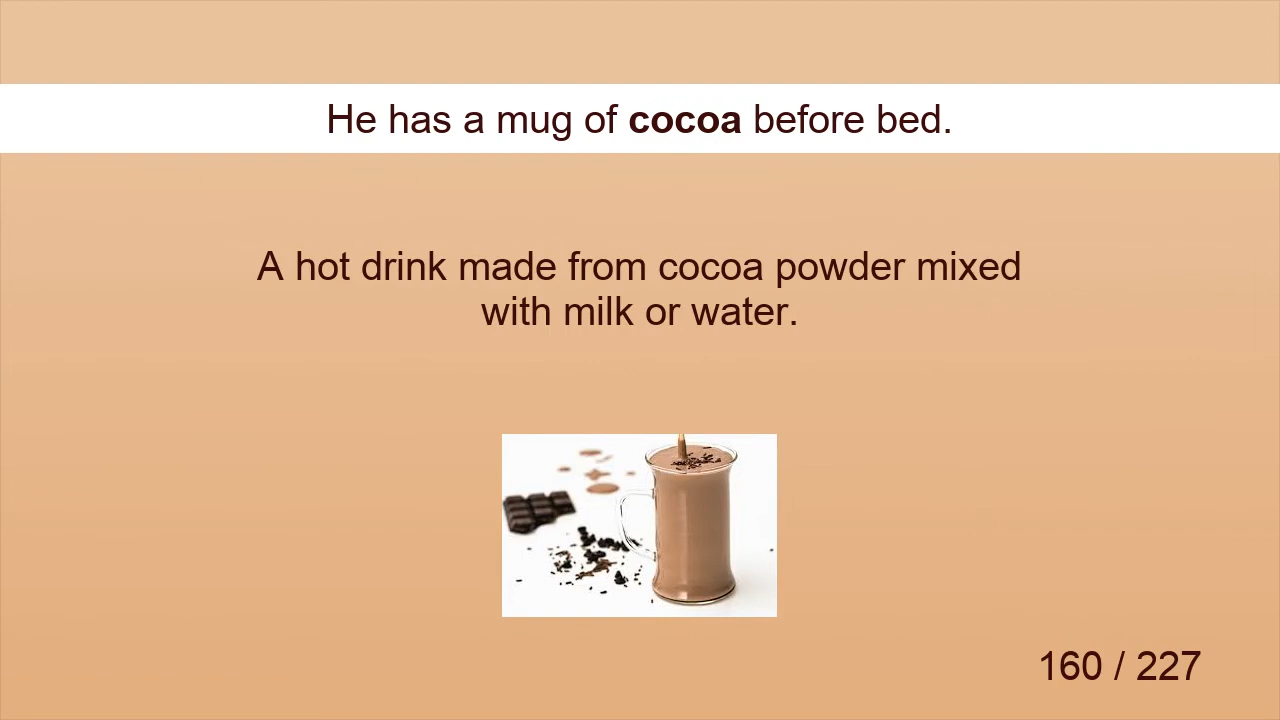 He has a mug of cocoa before bed.
A hot drink made from cocoa powder mixed
with milk or water.
160 / 227